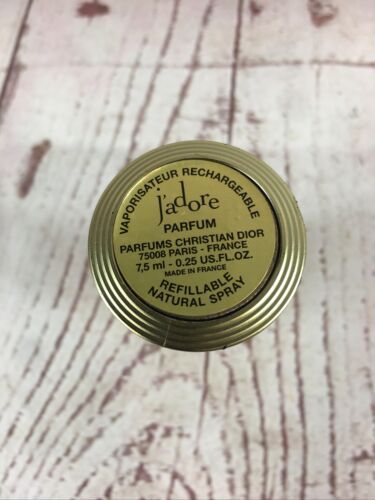 VAPORISATEUR RECHARGEABLE
j'adore
PARFUM
PARFUMS CHRISTIAN DIOR
75008 PARIS - FRANCE
7,5 ml - 0.25 US.FL.OZ.
MADE IN FRANCE
REFILLABLE
NATURAL SPRAY